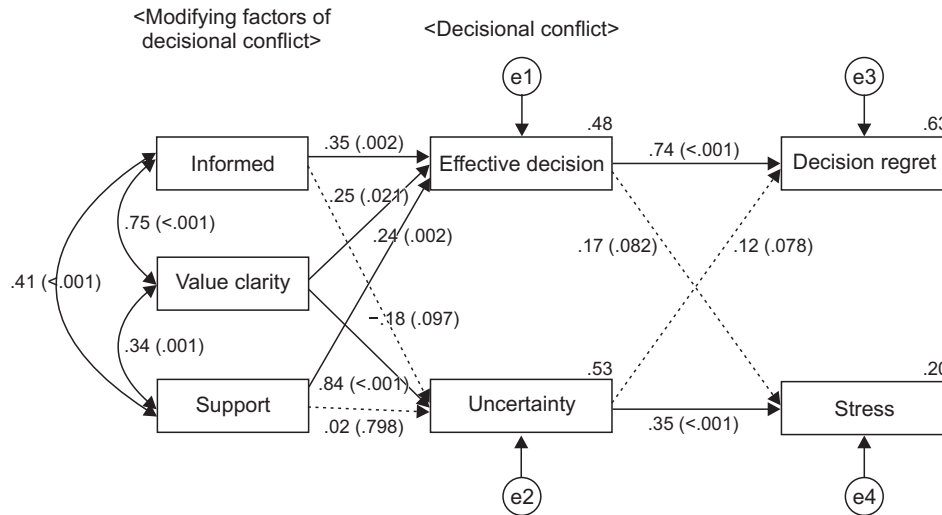 <Modifying factors of
decisional conflict>
<Decisional conflict>
e1
e3
.48
.63
Informed
.35 (.002)
Effective decision
.74 (<.001)
Decision regret
.25 (.021)
.24 (.002)
.75 (<.001)
.17 (.082)
.12 (.078)
.41 (<.001)
Value clarity
−.18 (.097)
.34 (.001)
.53
.20
.84 (<.001)
Support
Uncertainty
Stress
.02 (.798)
.35 (<.001)
e2
e4